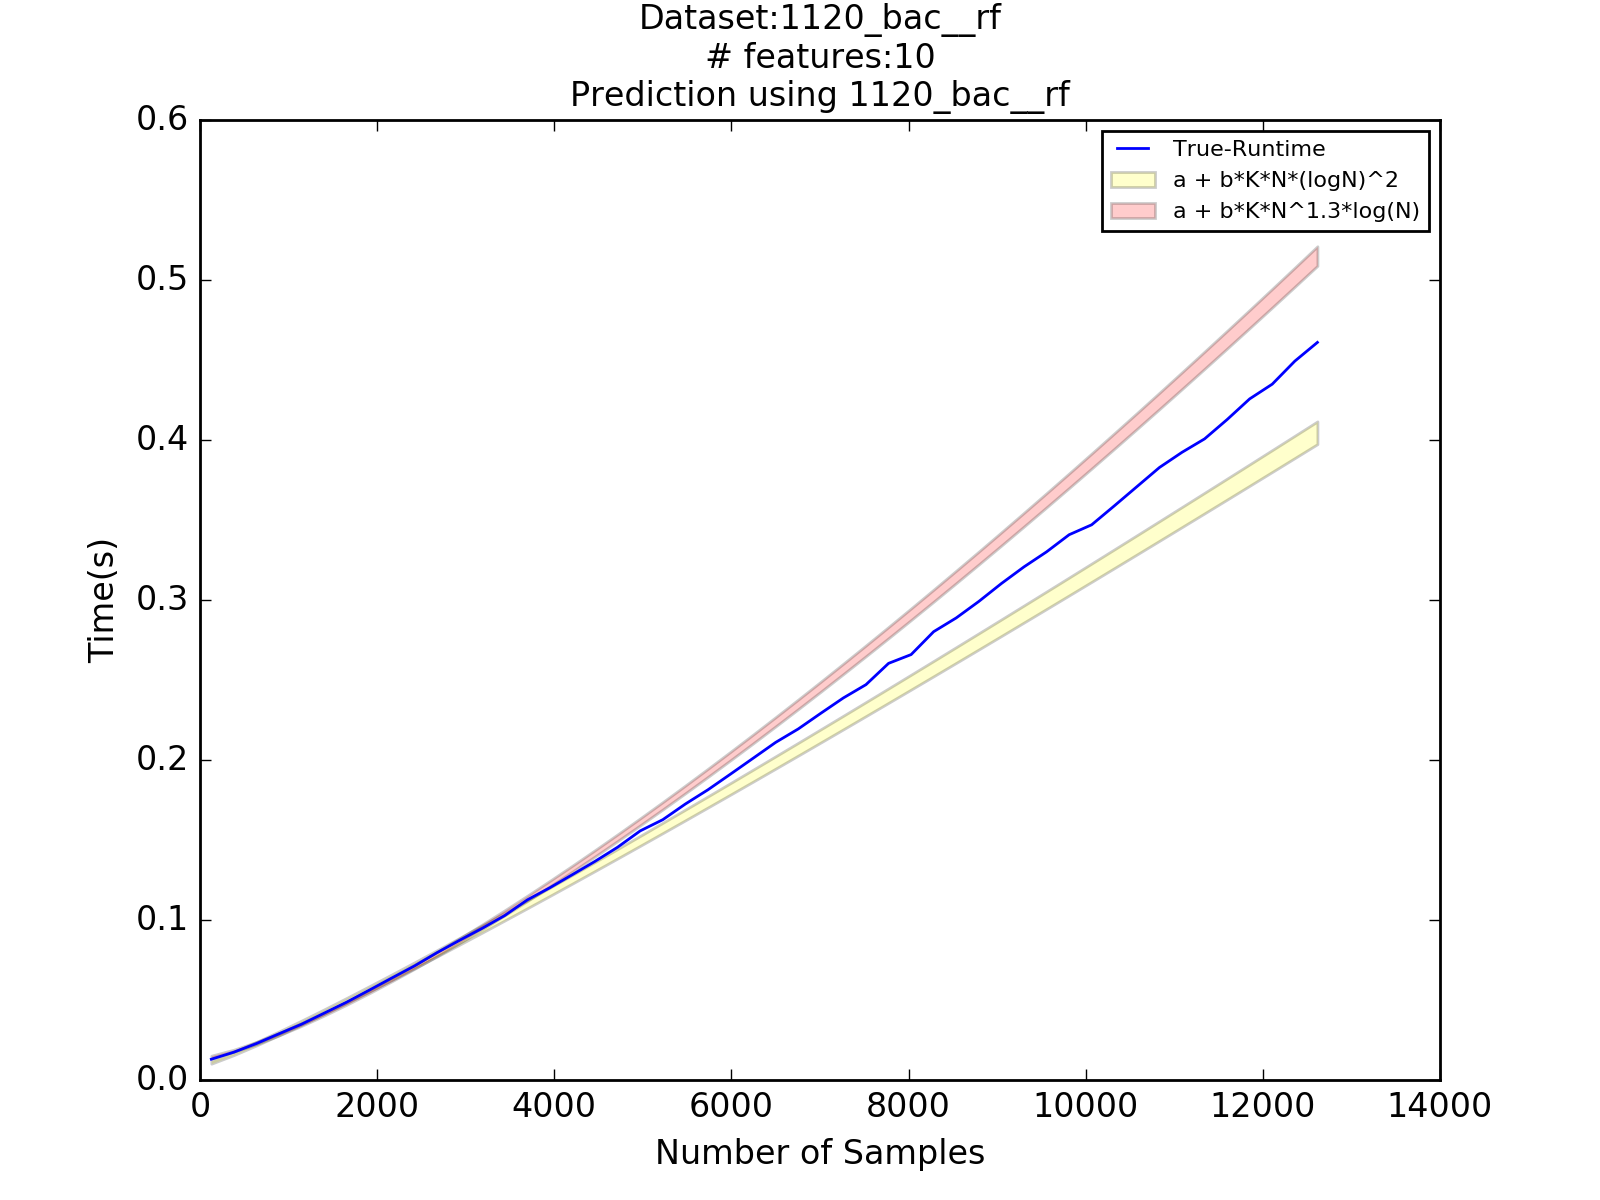 Dataset:1120_bac__rf
# features:10
Prediction using 1120_bac__rf
0.6
0.5
0.4
0.3
0.2
0.1
0.0
Time(s)
True-Runtime
a + b*K*N*(logN)^2
a + b*K*N^1.3*log(N)
0 2000 4000 6000 8000 10000 12000 14000
Number of Samples